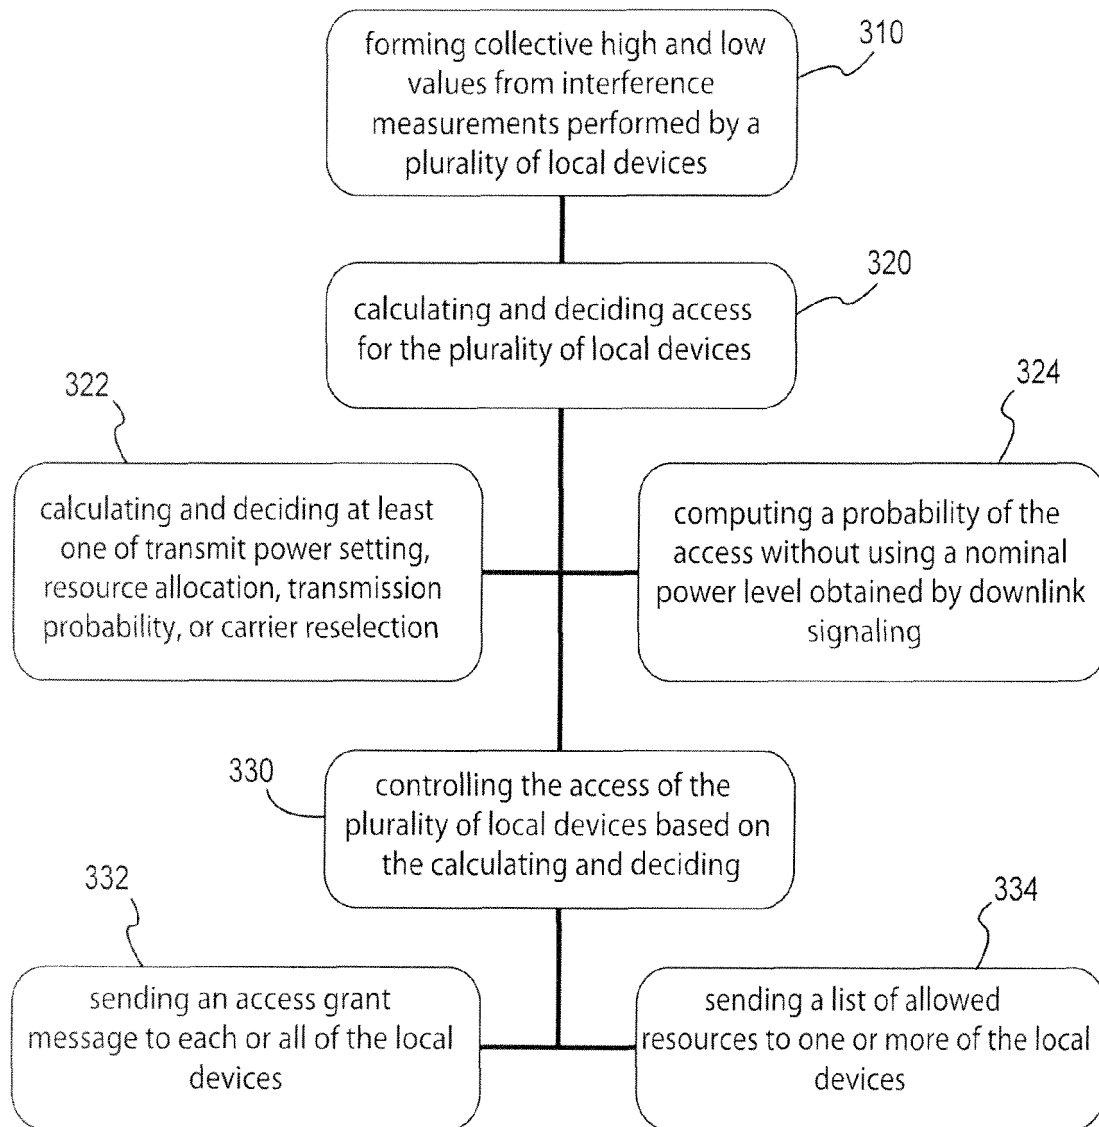 310
forming collective high and low
values from interference
measurements performed by a
plurality of local devices
320
calculating and deciding access
for the plurality of local devices
322
324
calculating and deciding at least
one of transmit power setting,
resource allocation, transmission
probability, or carrier reselection
computing a probability of the
access without using a nominal
power level obtained by downlink
signaling
330
controlling the access of the
plurality of local devices based on
the calculating and deciding
332
334
sending an access grant
message to each or all of the local
devices
sending a list of allowed
resources to one or more of the local
devices